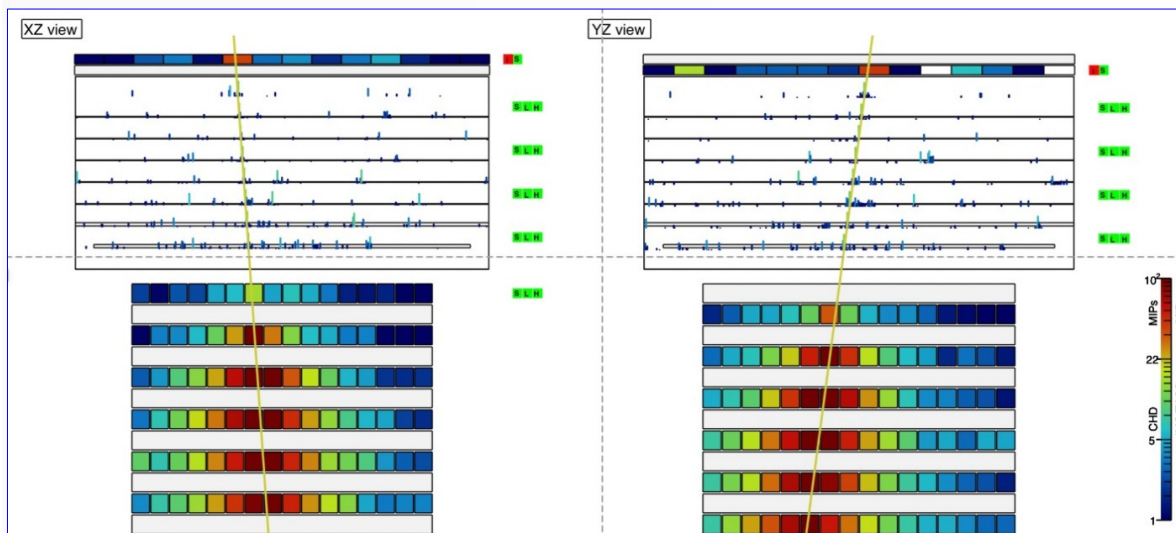 XZ view
YZ view
I S
I S
S L H
S L H
S L H
S L H
S L H
S L H
S L H
S L H
S L H
10²
MIPs
22
CHD
5
1